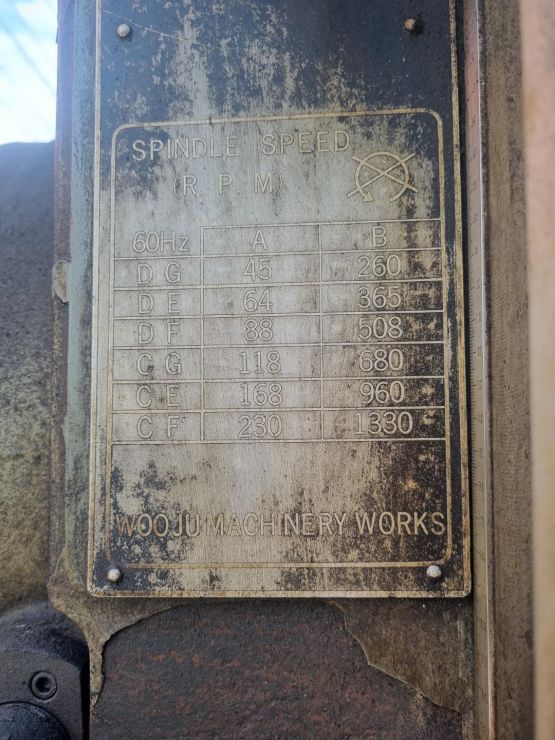 SPINDLE SPEED
(R. P. M)
60Hz A B
D G 45 260
D E 64 365
D F 88 508
C G 118 680
C E 168 960
C F 230 1330
WOOJU MACHINERY WORKS